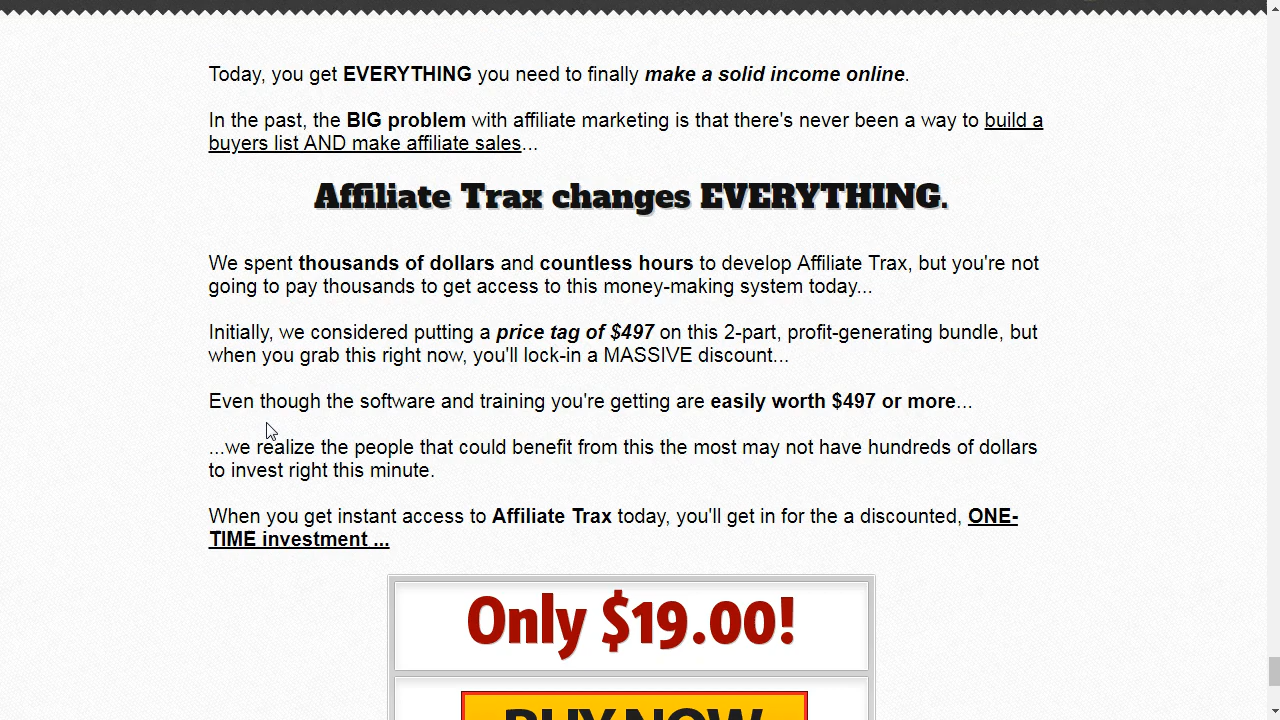 Today, you get EVERYTHING you need to finally make a solid income online.
In the past, the BIG problem with affiliate marketing is that there's never been a way to build a
buyers list AND make affiliate sales...
Affiliate Trax changes EVERYTHING.
We spent thousands of dollars and countless hours to develop Affiliate Trax, but you're not
going to pay thousands to get access to this money-making system today...
Initially, we considered putting a price tag of $497 on this 2-part, profit-generating bundle, but
when you grab this right now, you'll lock-in a MASSIVE discount...
Even though the software and training you're getting are easily worth $497 or more...
...we realize the people that could benefit from this the most may not have hundreds of dollars
to invest right this minute.
When you get instant access to Affiliate Trax today, you'll get in for the a discounted, ONE-
TIME investment ...
Only $19.00!
BUY NOW